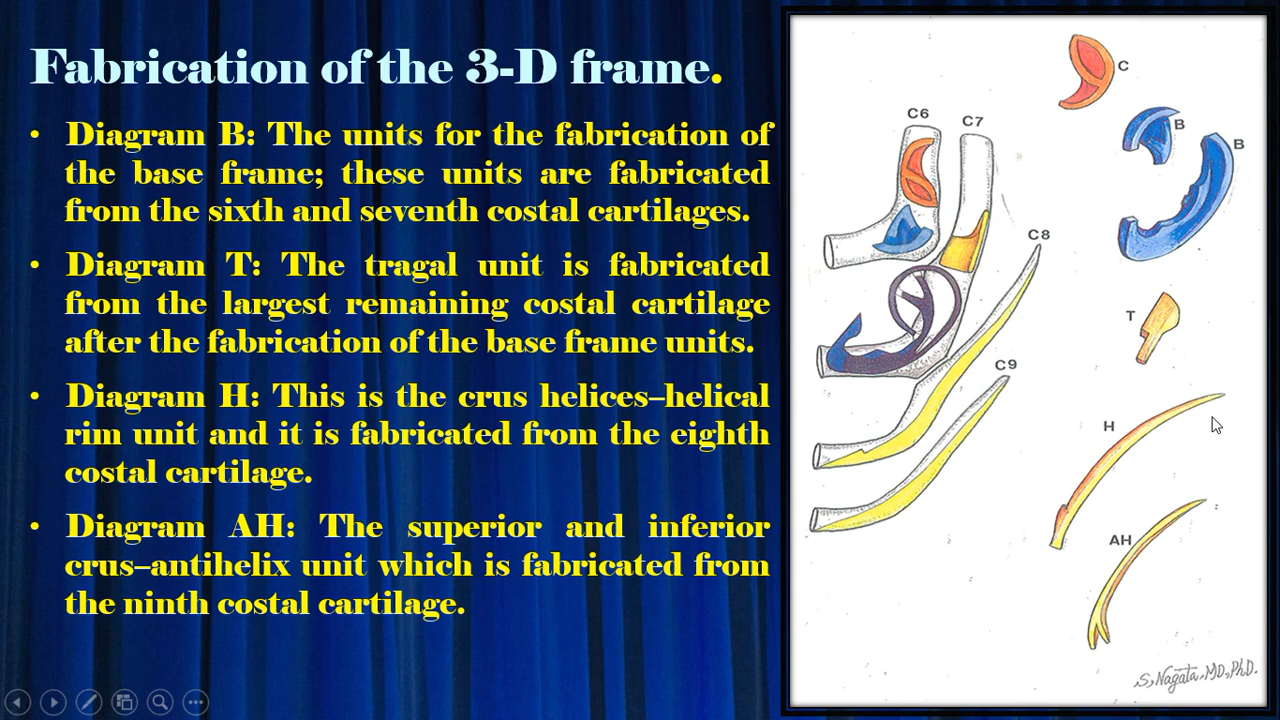 Fabrication of the 3-D frame.
• Diagram B: The units for the fabrication of
the base frame; these units are fabricated
from the sixth and seventh costal cartilages.
• Diagram T: The tragal unit is fabricated
from the largest remaining costal cartilage
after the fabrication of the base frame units.
• Diagram H: This is the crus helices–helical
rim unit and it is fabricated from the eighth
costal cartilage.
• Diagram AH: The superior and inferior
crus–antihelix unit which is fabricated from
the ninth costal cartilage.
C
C6
C7
B
B
C8
T
C9
H
AH
S, Nagata, MD, PhD.